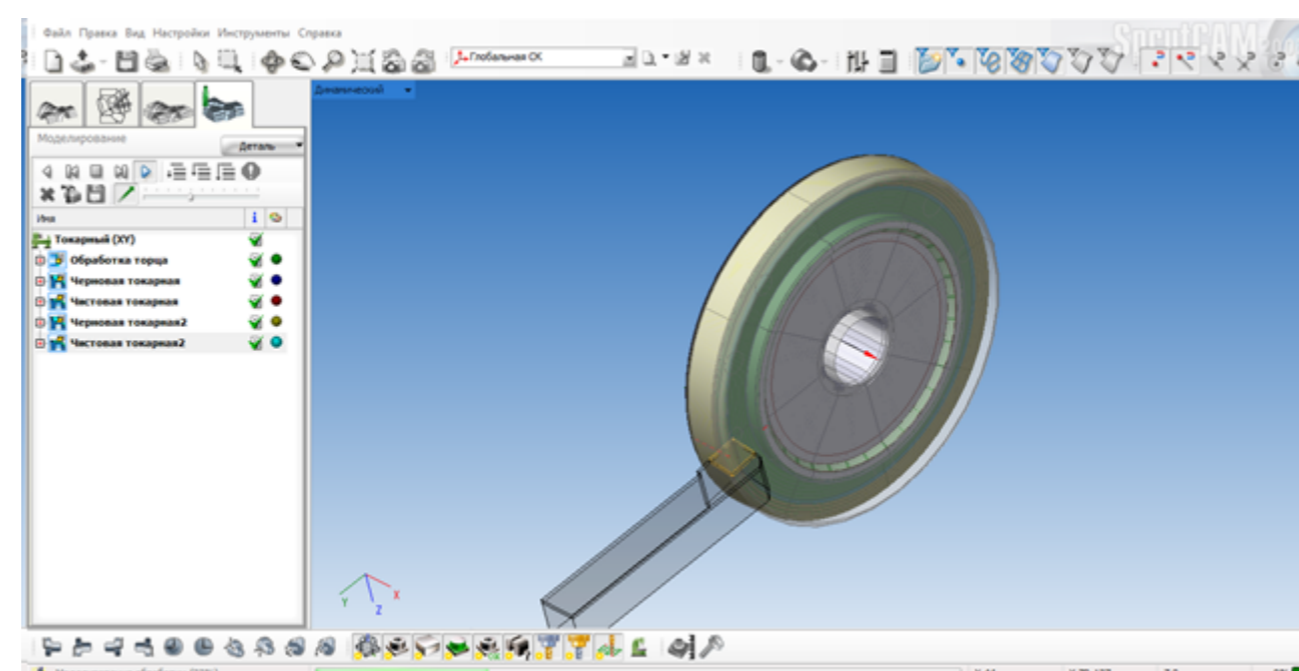 Файл Правка Вид Настройки Инструменты Справка
SprutCAM
Глобальная СК
Динамический
Моделирование
Деталь
Имя
Токарный (XY)
Обработка торца
Черновая токарная
Чистовая токарная
Черновая токарная2
Чистовая токарная2
Y X
Z